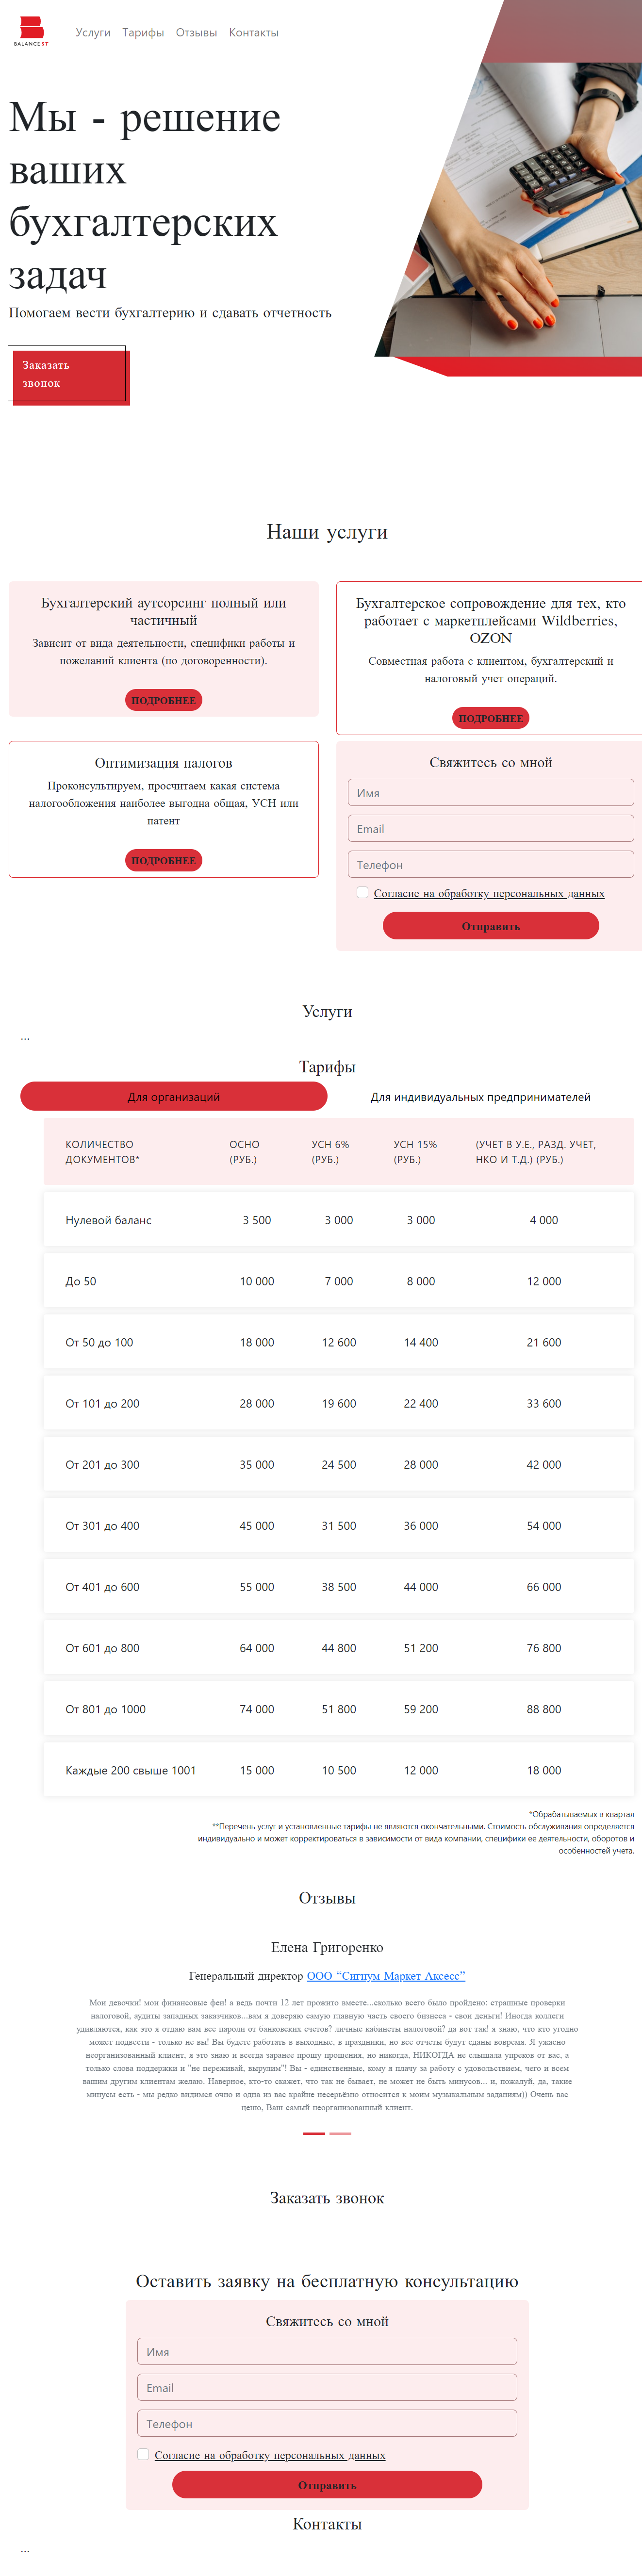 BALANCE ST
Услуги Тарифы Отзывы Контакты
Мы - решение
ваших
бухгалтерских
задач
Помогаем вести бухгалтерию и сдавать отчетность
Заказать
звонок
Наши услуги
Бухгалтерский аутсорсинг полный или
частичный
Зависит от вида деятельности, специфики работы и
пожеланий клиента (по договоренности).
ПОДРОБНЕЕ
Бухгалтерское сопровождение для тех, кто
работает с маркетплейсами Wildberries,
OZON
Совместная работа с клиентом, бухгалтерский и
налоговый учет операций.
ПОДРОБНЕЕ
Оптимизация налогов
Проконсультируем, просчитаем какая система
налогообложения наиболее выгодна общая, УСН или
патент
ПОДРОБНЕЕ
Свяжитесь со мной
Имя
Email
Телефон
Согласие на обработку персональных данных
Отправить
Услуги
...
Тарифы
Для организаций Для индивидуальных предпринимателей
КОЛИЧЕСТВО ОСНО УСН 6% УСН 15% (УЧЕТ В У.Е., РАЗД. УЧЕТ,
ДОКУМЕНТОВ* (РУБ.) (РУБ.) (РУБ.) НКО И Т.Д.) (РУБ.)
Нулевой баланс 3 500 3 000 3 000 4 000
До 50 10 000 7 000 8 000 12 000
От 50 до 100 18 000 12 600 14 400 21 600
От 101 до 200 28 000 19 600 22 400 33 600
От 201 до 300 35 000 24 500 28 000 42 000
От 301 до 400 45 000 31 500 36 000 54 000
От 401 до 600 55 000 38 500 44 000 66 000
От 601 до 800 64 000 44 800 51 200 76 800
От 801 до 1000 74 000 51 800 59 200 88 800
Каждые 200 свыше 1001 15 000 10 500 12 000 18 000
*Обрабатываемых в квартал
**Перечень услуг и установленные тарифы не являются окончательными. Стоимость обслуживания определяется
индивидуально и может корректироваться в зависимости от вида компании, специфики ее деятельности, оборотов и
особенностей учета.
Отзывы
Елена Григоренко
Генеральный директор ООО “Сигнум Маркет Аксесс”
Мои девочки! мои финансовые феи! а ведь почти 12 лет прожито вместе...сколько всего было пройдено: страшные проверки
налоговой, аудиты западных заказчиков...вам я доверяю самую главную часть своего бизнеса - свои деньги! Иногда коллеги
удивляются, как это я отдаю вам все пароли от банковских счетов? личные кабинеты налоговой? да вот так! я знаю, что кто угодно
может подвести - только не вы! Вы будете работать в выходные, в праздники, но все отчеты будут сданы вовремя. Я ужасно
неорганизованный клиент, я это знаю и всегда заранее прошу прощения, но никогда, НИКОГДА не слышала упреков от вас, а
только слова поддержки и "не переживай, вырулим"! Вы - единственные, кому я плачу за работу с удовольствием, чего и всем
вашим другим клиентам желаю. Наверное, кто-то скажет, что так не бывает, не может не быть минусов... и, пожалуй, да, такие
минусы есть - мы редко видимся очно и одна из вас крайне несерьёзно относится к моим музыкальным заданиям)) Очень вас
ценю, Ваш самый неорганизованный клиент.
Заказать звонок
Оставить заявку на бесплатную консультацию
Свяжитесь со мной
Имя
Email
Телефон
Согласие на обработку персональных данных
Отправить
Контакты
...